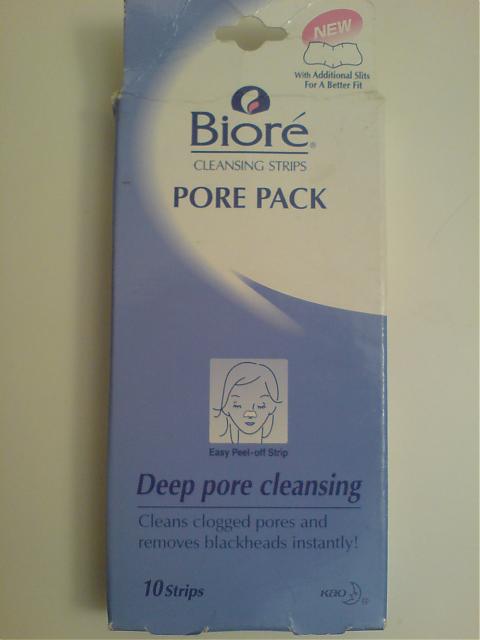 NEW
With Additional Slits
For A Better Fit
Bioré®
CLEANSING STRIPS
PORE PACK
Easy Peel-off Strip
Deep pore cleansing
Cleans clogged pores and
removes blackheads instantly!
10 Strips
Kao ®